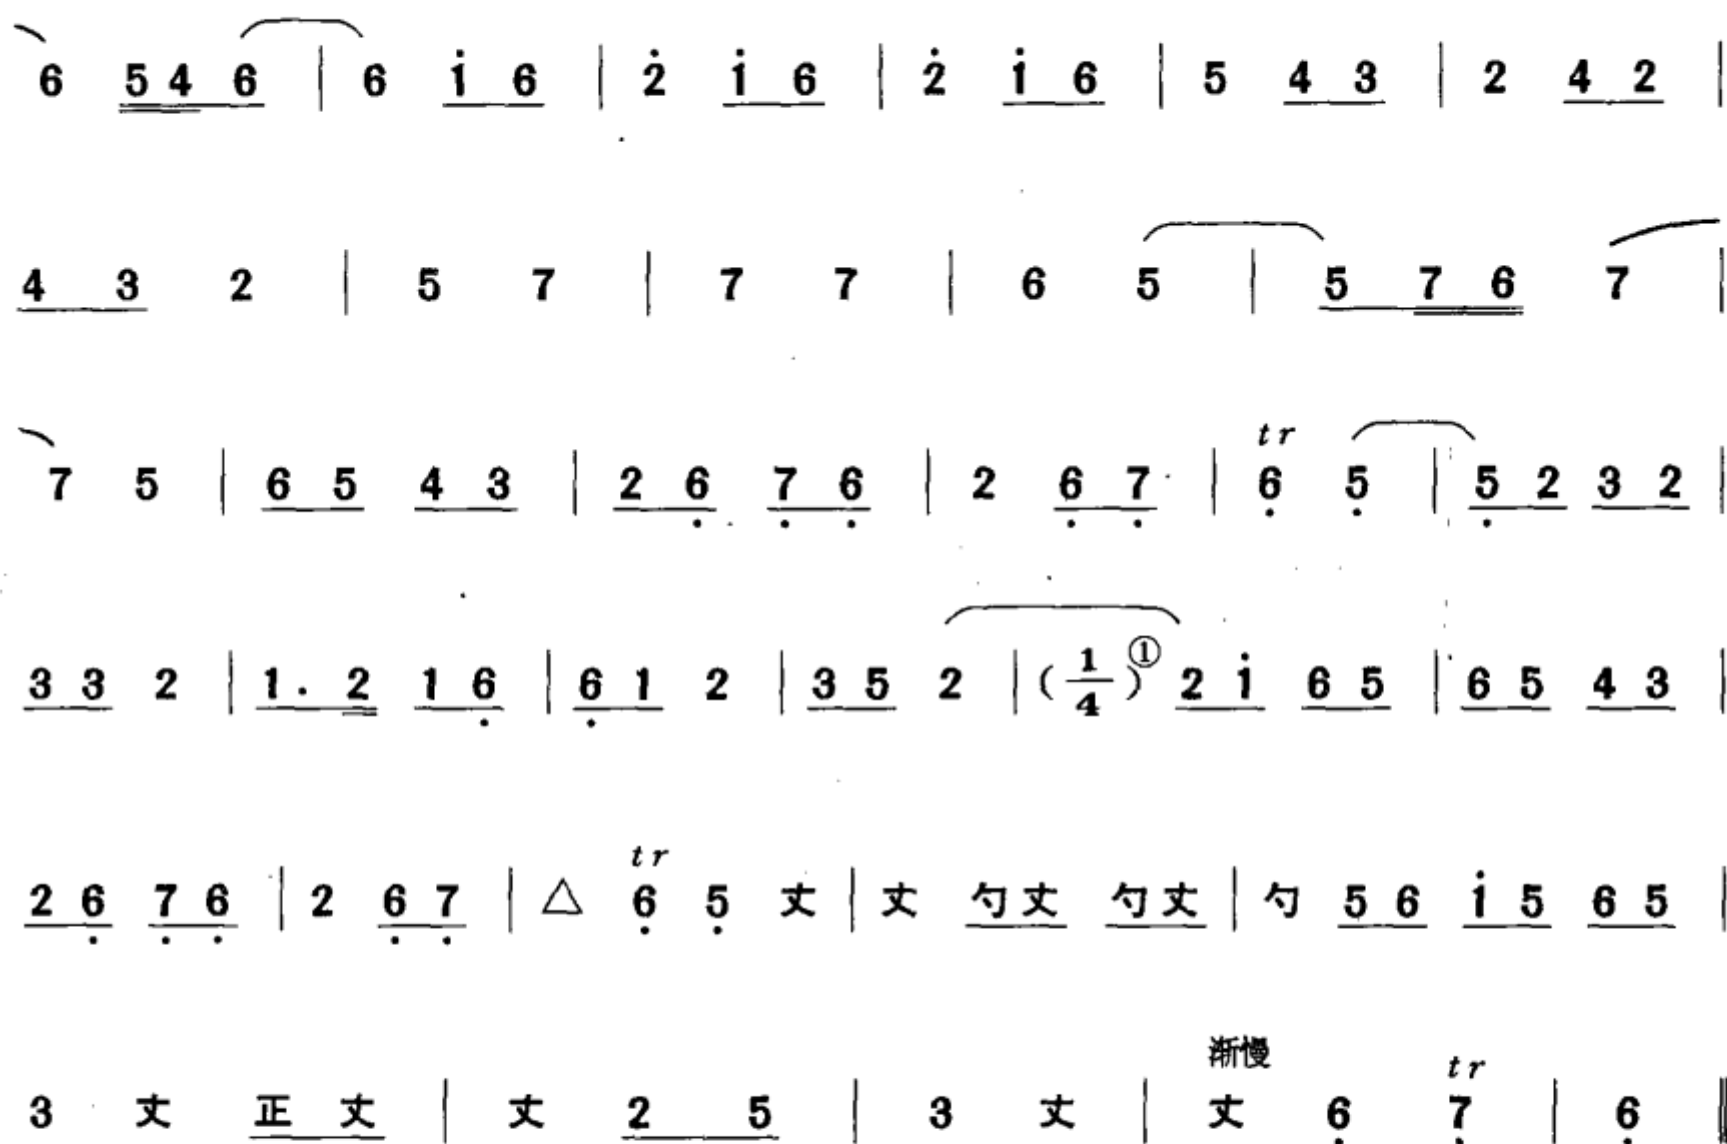 6 5 4 6 | 6 i̇ 6 | 2̇ i̇ 6 | 2̇ i̇ 6 | 5 4 3 | 2 4 2 |
4 3 2 | 5 7 | 7 7 | 6 5 | 5 7 6 7 |
tr
7 5 | 6 5 4 3 | 2 6̣ 7̣ 6̣ | 2 6̣ 7̣ | 6̣ 5̣ | 5̣ 2 3 2 |
3 3 2 | 1. 2 1 6̣ | 6̣ 1 2 | 3 5 2 | (1/4)① 2 i̇ 6 5 | 6 5 4 3 |
tr
2 6̣ 7̣ 6̣ | 2 6̣ 7̣ | △ 6̣ 5̣ 丈 | 丈 勺丈 勺丈 | 勺 5 6 i̇ 5 6 5 |
渐慢 tr
3 丈 正 丈 | 丈 2 5 | 3 丈 | 丈 6̣ 7̣ | 6̣ ‖